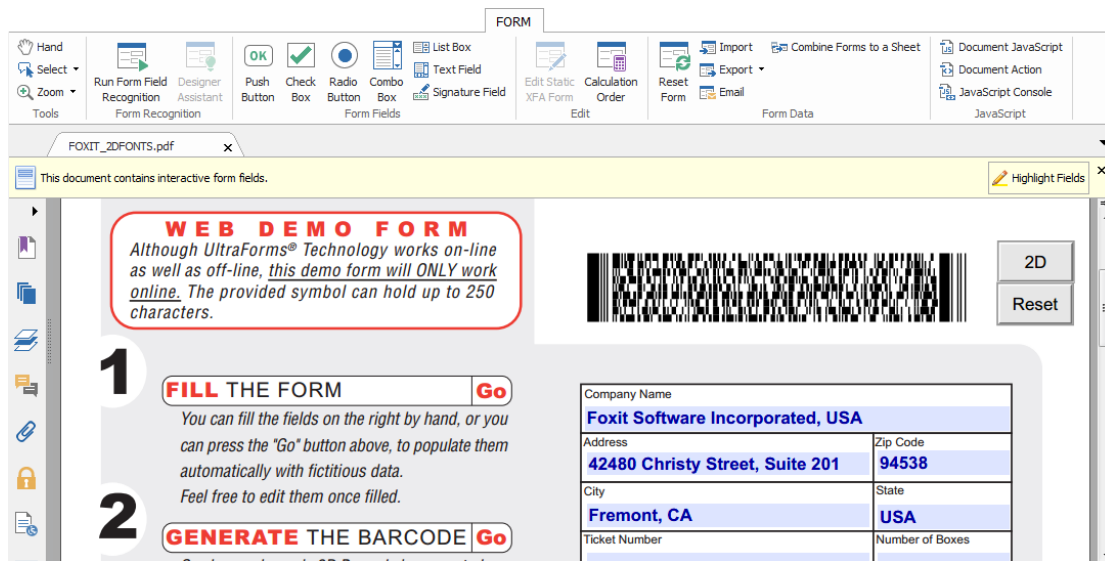 FORM
Hand
Select
Zoom
Tools
Run Form Field
Recognition
Designer
Assistant
Form Recognition
OK
Push
Button
Check
Box
Radio
Button
Combo
Box
List Box
Text Field
Signature Field
Form Fields
Edit Static
XFA Form
Calculation
Order
Edit
Reset
Form
Import
Export
Email
Combine Forms to a Sheet
Form Data
Document JavaScript
Document Action
JavaScript Console
JavaScript
FOXIT_2DFONTS.pdf x
This document contains interactive form fields.
Highlight Fields x
WEB DEMO FORM
Although UltraForms® Technology works on-line
as well as off-line, this demo form will ONLY work
online. The provided symbol can hold up to 250
characters.
2D
Reset
1
FILL THE FORM Go
You can fill the fields on the right by hand, or you
can press the "Go" button above, to populate them
automatically with fictitious data.
Feel free to edit them once filled.
2
GENERATE THE BARCODE Go
Company Name
Foxit Software Incorporated, USA
Address
42480 Christy Street, Suite 201
Zip Code
94538
City
Fremont, CA
State
USA
Ticket Number
Number of Boxes